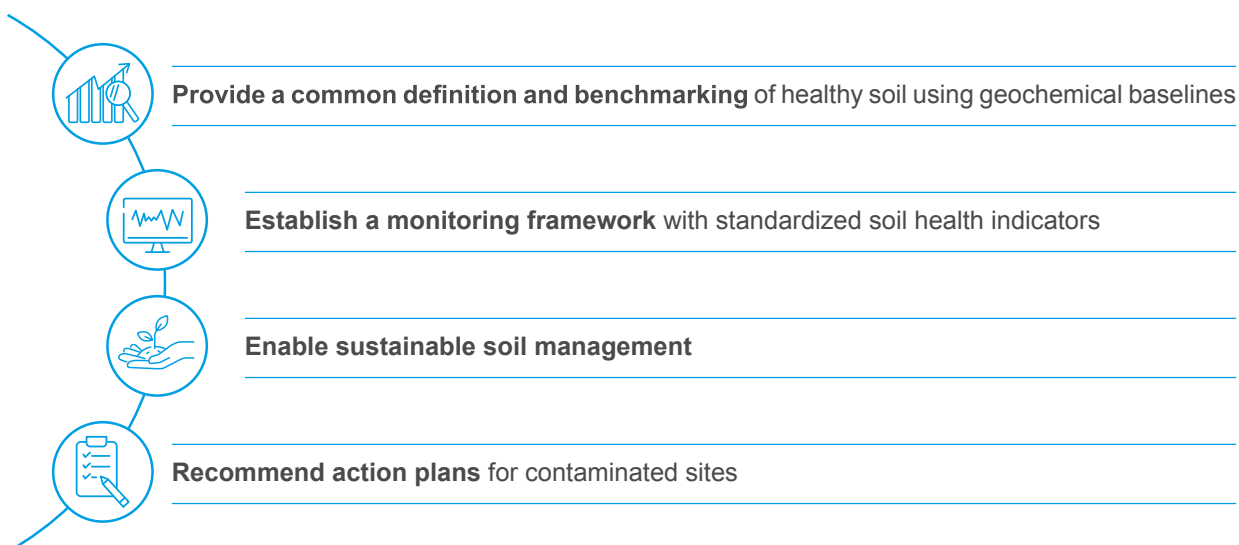 Provide a common definition and benchmarking of healthy soil using geochemical baselines
Establish a monitoring framework with standardized soil health indicators
Enable sustainable soil management
Recommend action plans for contaminated sites